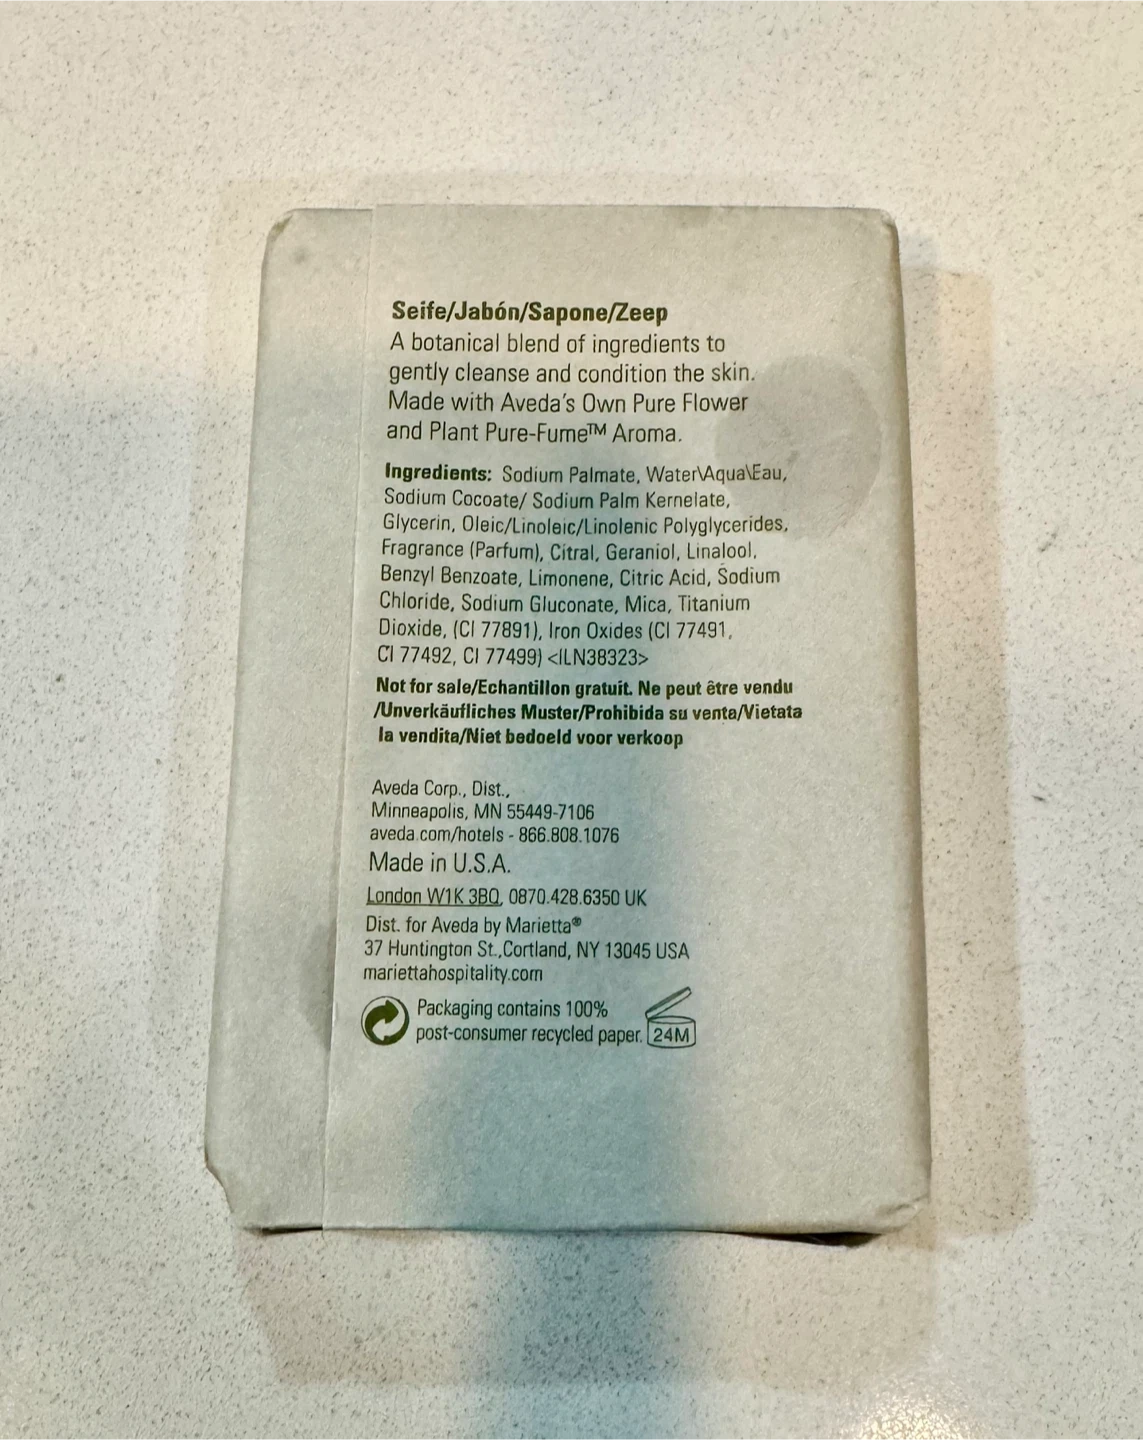 Seife/Jabón/Sapone/Zeep
A botanical blend of ingredients to
gently cleanse and condition the skin.
Made with Aveda's Own Pure Flower
and Plant Pure-Fume™ Aroma.
Ingredients: Sodium Palmate, Water\Aqua\Eau,
Sodium Cocoate/ Sodium Palm Kernelate,
Glycerin, Oleic/Linoleic/Linolenic Polyglycerides,
Fragrance (Parfum), Citral, Geraniol, Linalool,
Benzyl Benzoate, Limonene, Citric Acid, Sodium
Chloride, Sodium Gluconate, Mica, Titanium
Dioxide, (CI 77891), Iron Oxides (CI 77491,
CI 77492, CI 77499) <ILN38323>
Not for sale/Echantillon gratuit. Ne peut être vendu
/Unverkäufliches Muster/Prohibida su venta/Vietata
la vendita/Niet bedoeld voor verkoop
Aveda Corp., Dist.,
Minneapolis, MN 55449-7106
aveda.com/hotels - 866.808.1076
Made in U.S.A.
London W1K 3BQ, 0870.428.6350 UK
Dist. for Aveda by Marietta®
37 Huntington St.,Cortland, NY 13045 USA
mariettahospitality.com
Packaging contains 100%
post-consumer recycled paper. 24M